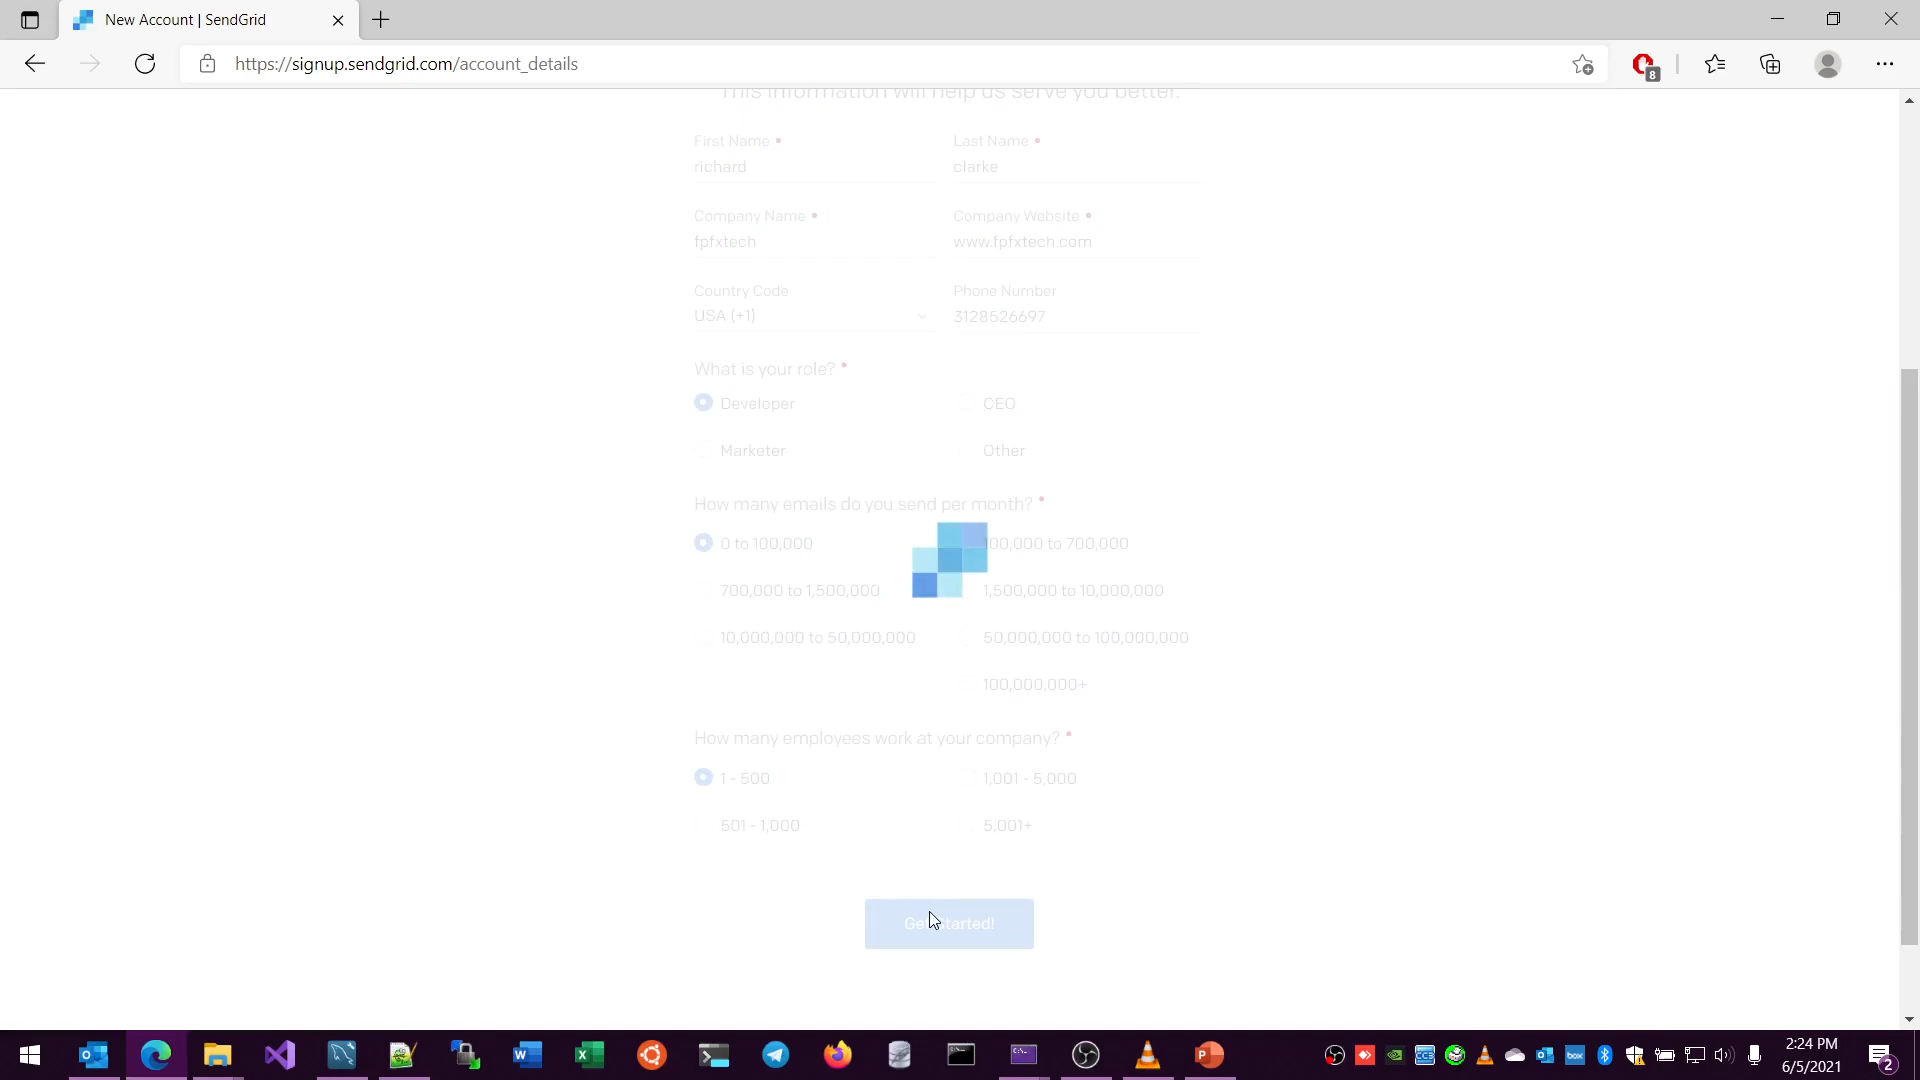 New Account | SendGrid
https://signup.sendgrid.com/account_details
8
This information will help us serve you better.
First Name •
Last Name •
richard
clarke
Company Name •
Company Website •
fpfxtech
www.fpfxtech.com
Country Code
Phone Number
USA (+1)
3128526697
What is your role? •
Developer
CEO
Marketer
Other
How many emails do you send per month? •
0 to 100,000
100,000 to 700,000
700,000 to 1,500,000
1,500,000 to 10,000,000
10,000,000 to 50,000,000
50,000,000 to 100,000,000
100,000,000+
How many employees work at your company? •
1 - 500
1,001 - 5,000
501 - 1,000
5,001+
Get Started!
2:24 PM
6/5/2021
2